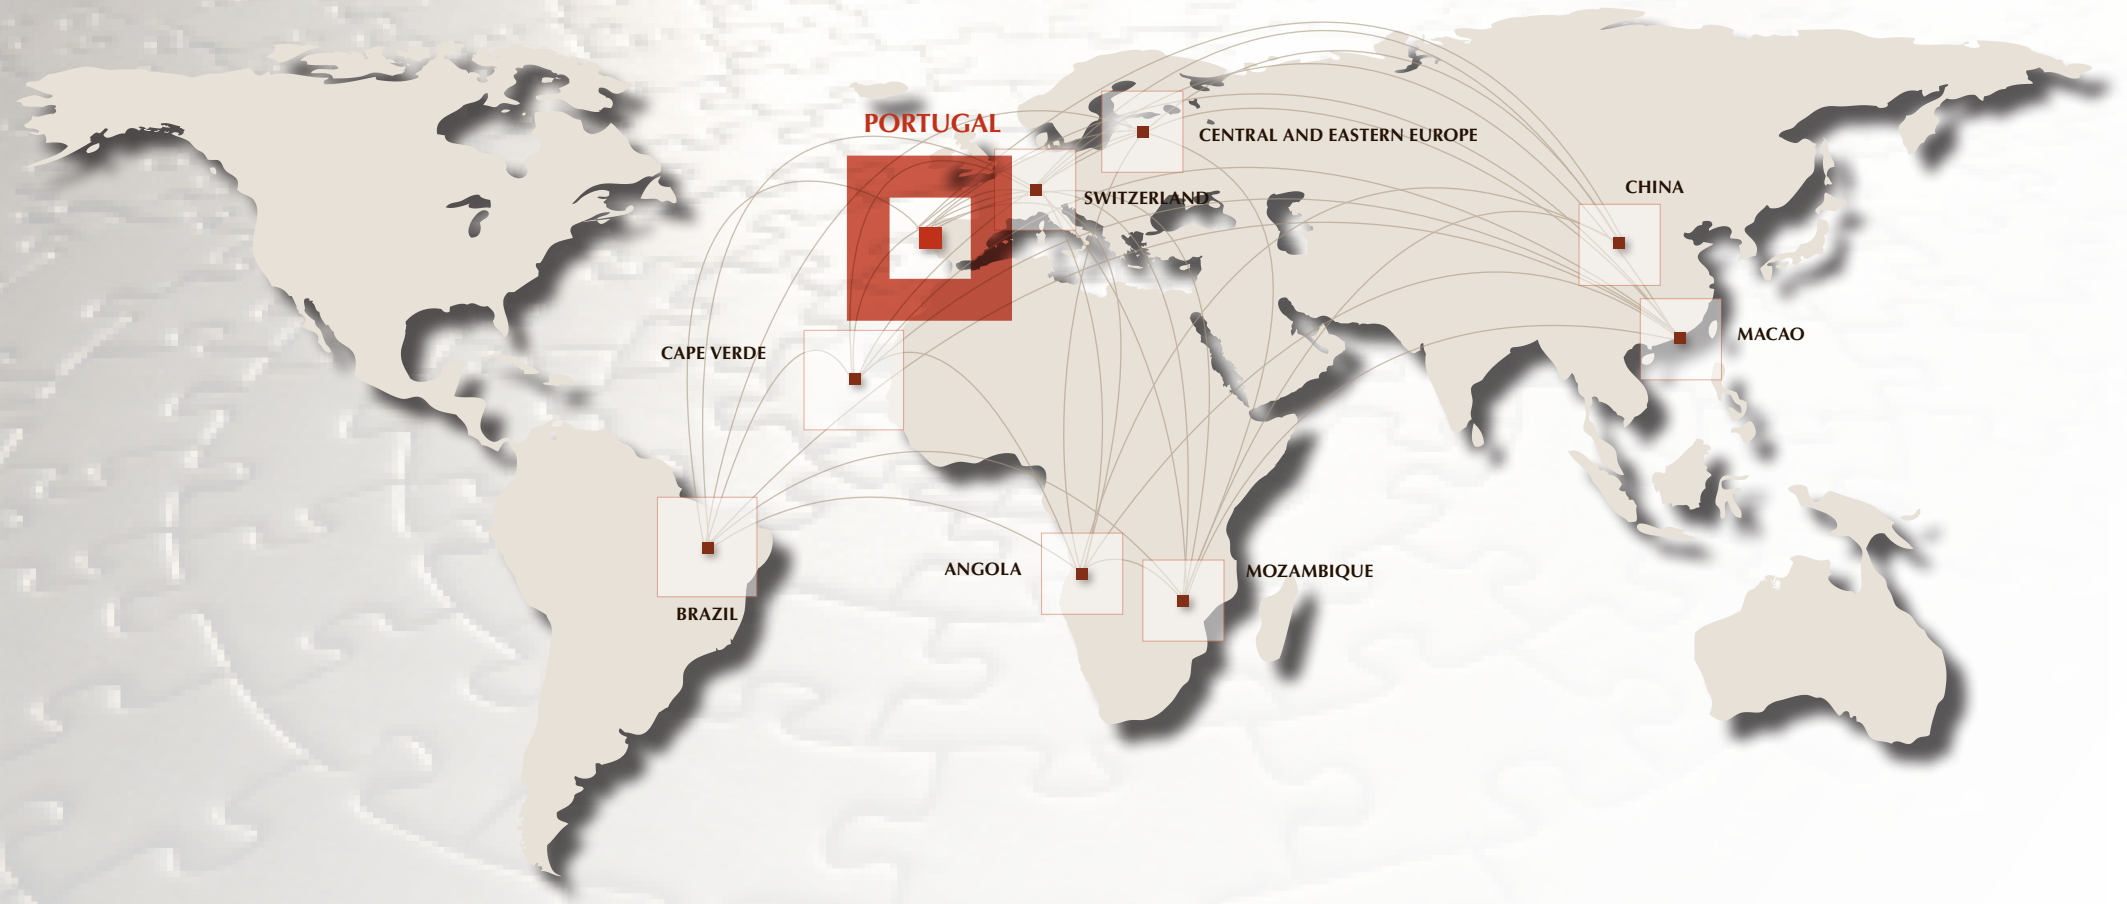 PORTUGAL
CENTRAL AND EASTERN EUROPE
CHINA
SWITZERLAND
MACAO
CAPE VERDE
ANGOLA
MOZAMBIQUE
BRAZIL